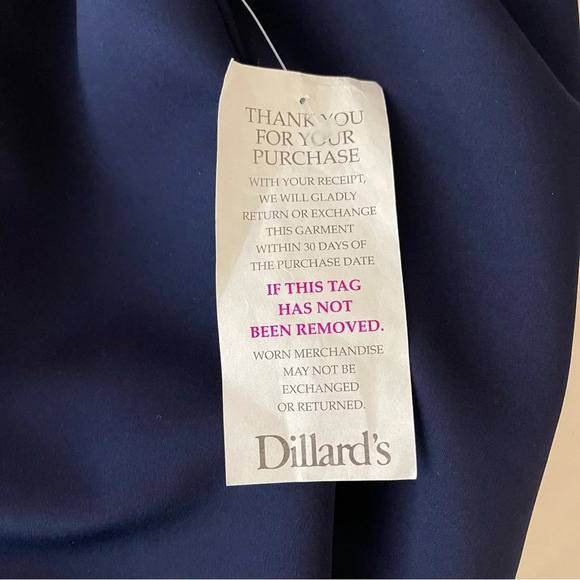 THANK YOU
FOR YOUR
PURCHASE
WITH YOUR RECEIPT,
WE WILL GLADLY
RETURN OR EXCHANGE
THIS GARMENT
WITHIN 30 DAYS OF
THE PURCHASE DATE
IF THIS TAG
HAS NOT
BEEN REMOVED.
WORN MERCHANDISE
MAY NOT BE
EXCHANGED
OR RETURNED.
Dillard's